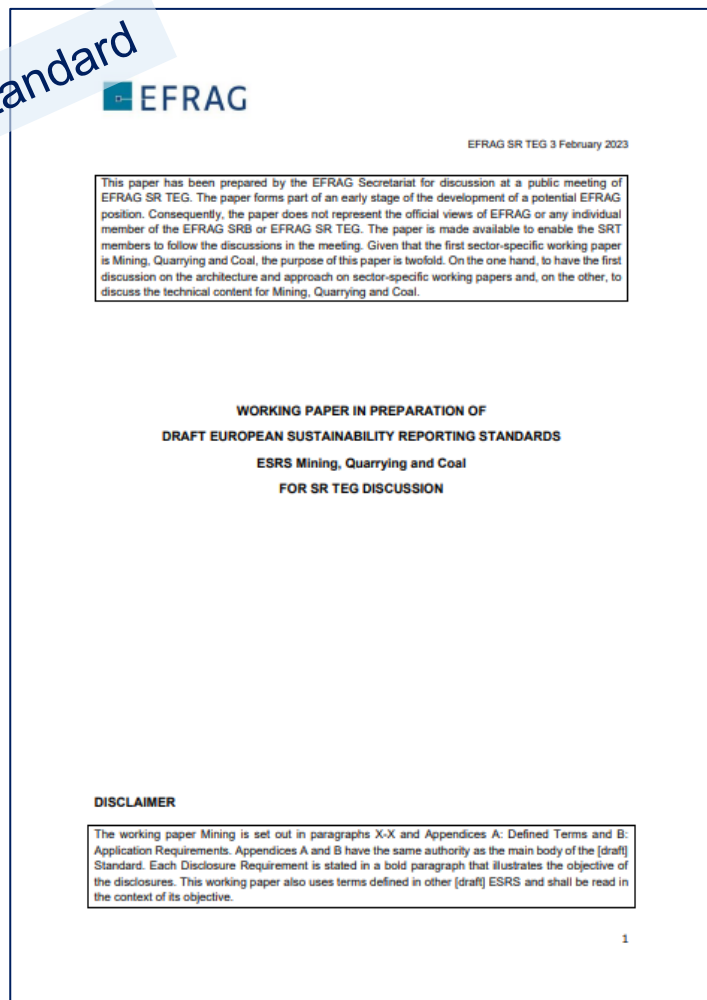 EFRAG
EFRAG SR TEG 3 February 2023
This paper has been prepared by the EFRAG Secretariat for discussion at a public meeting of
EFRAG SR TEG. The paper forms part of an early stage of the development of a potential EFRAG
position. Consequently, the paper does not represent the official views of EFRAG or any individual
member of the EFRAG SRB or EFRAG SR TEG. The paper is made available to enable the SRT
members to follow the discussions in the meeting. Given that the first sector-specific working paper
is Mining, Quarrying and Coal, the purpose of this paper is twofold. On the one hand, to have the first
discussion on the architecture and approach on sector-specific working papers and, on the other, to
discuss the technical content for Mining, Quarrying and Coal.
WORKING PAPER IN PREPARATION OF
DRAFT EUROPEAN SUSTAINABILITY REPORTING STANDARDS
ESRS Mining, Quarrying and Coal
FOR SR TEG DISCUSSION
DISCLAIMER
The working paper Mining is set out in paragraphs X-X and Appendices A: Defined Terms and B:
Application Requirements. Appendices A and B have the same authority as the main body of the [draft]
Standard. Each Disclosure Requirement is stated in a bold paragraph that illustrates the objective of
the disclosures. This working paper also uses terms defined in other [draft] ESRS and shall be read in
the context of its objective.
1